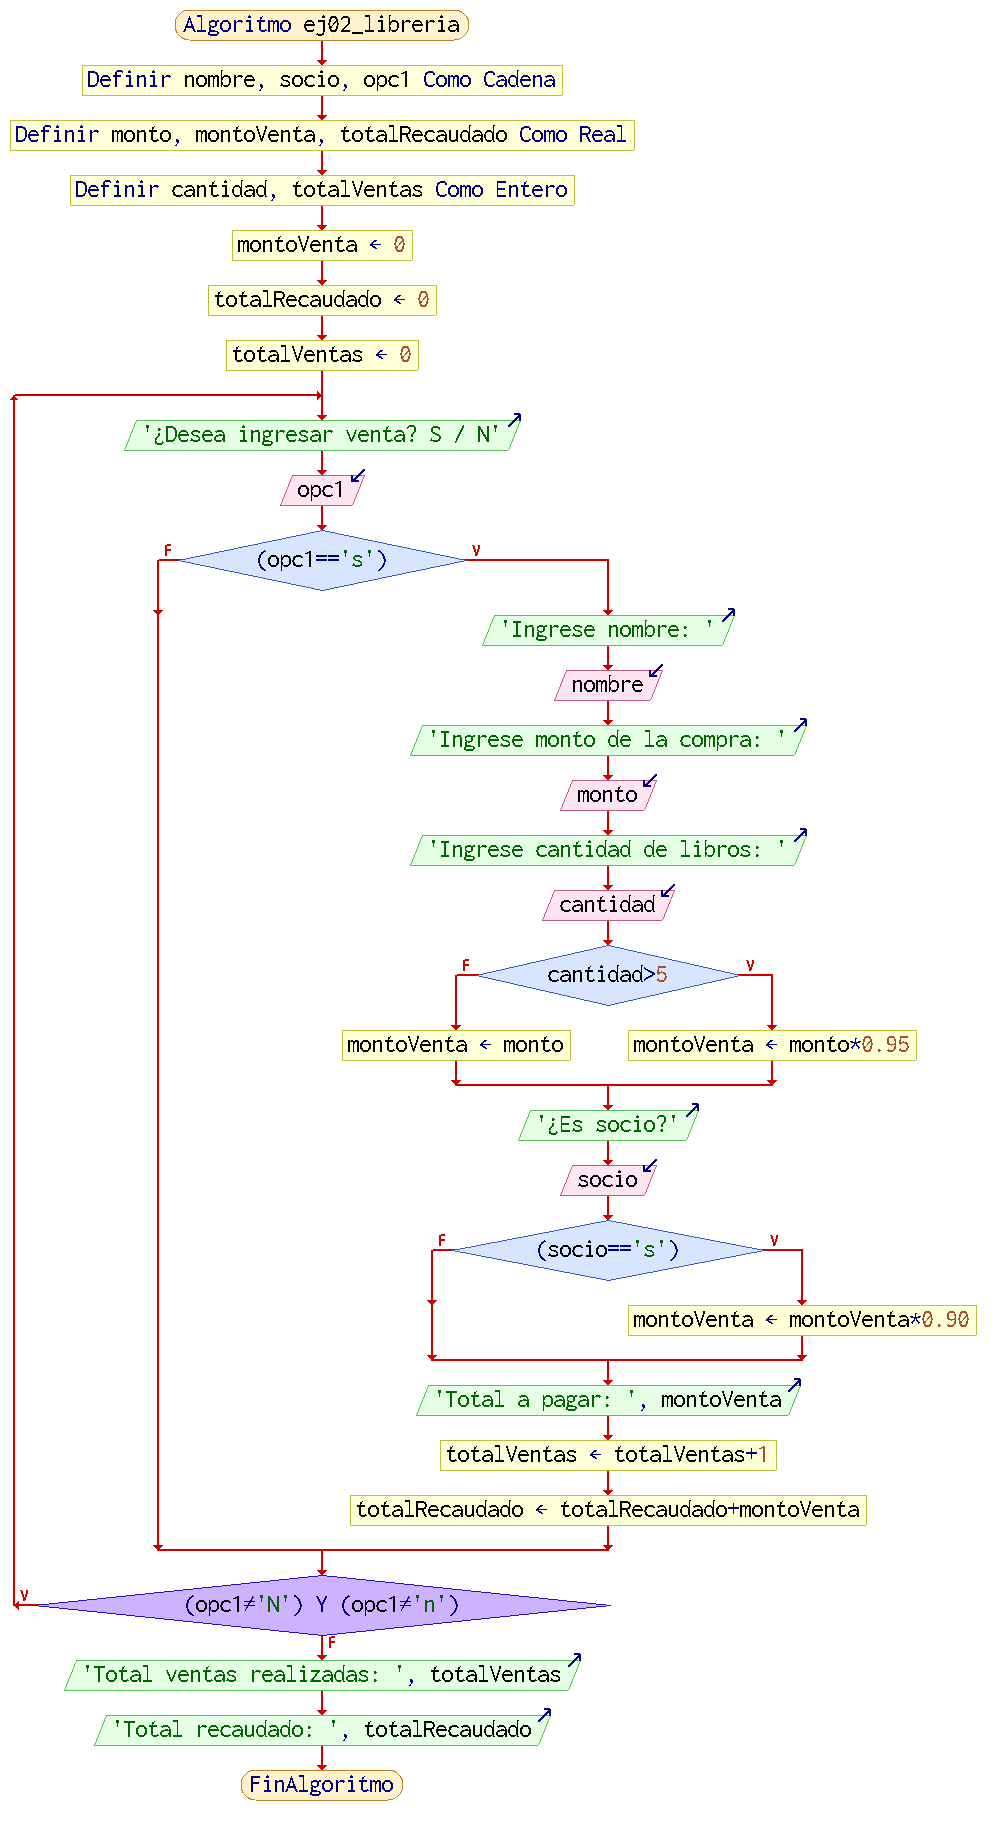 Algoritmo ej02_libreria
Definir nombre, socio, opc1 Como Cadena
Definir monto, montoVenta, totalRecaudado Como Real
Definir cantidad, totalVentas Como Entero
montoVenta ← 0
totalRecaudado ← 0
totalVentas ← 0
'¿Desea ingresar venta? S / N'
opc1
F
V
(opc1=='s')
'Ingrese nombre: '
nombre
'Ingrese monto de la compra: '
monto
'Ingrese cantidad de libros: '
cantidad
F
V
cantidad>5
montoVenta ← monto
montoVenta ← monto*0.95
'¿Es socio?'
socio
F
V
(socio=='s')
montoVenta ← montoVenta*0.90
'Total a pagar: ', montoVenta
totalVentas ← totalVentas+1
totalRecaudado ← totalRecaudado+montoVenta
V
(opc1≠'N') Y (opc1≠'n')
F
'Total ventas realizadas: ', totalVentas
'Total recaudado: ', totalRecaudado
FinAlgoritmo